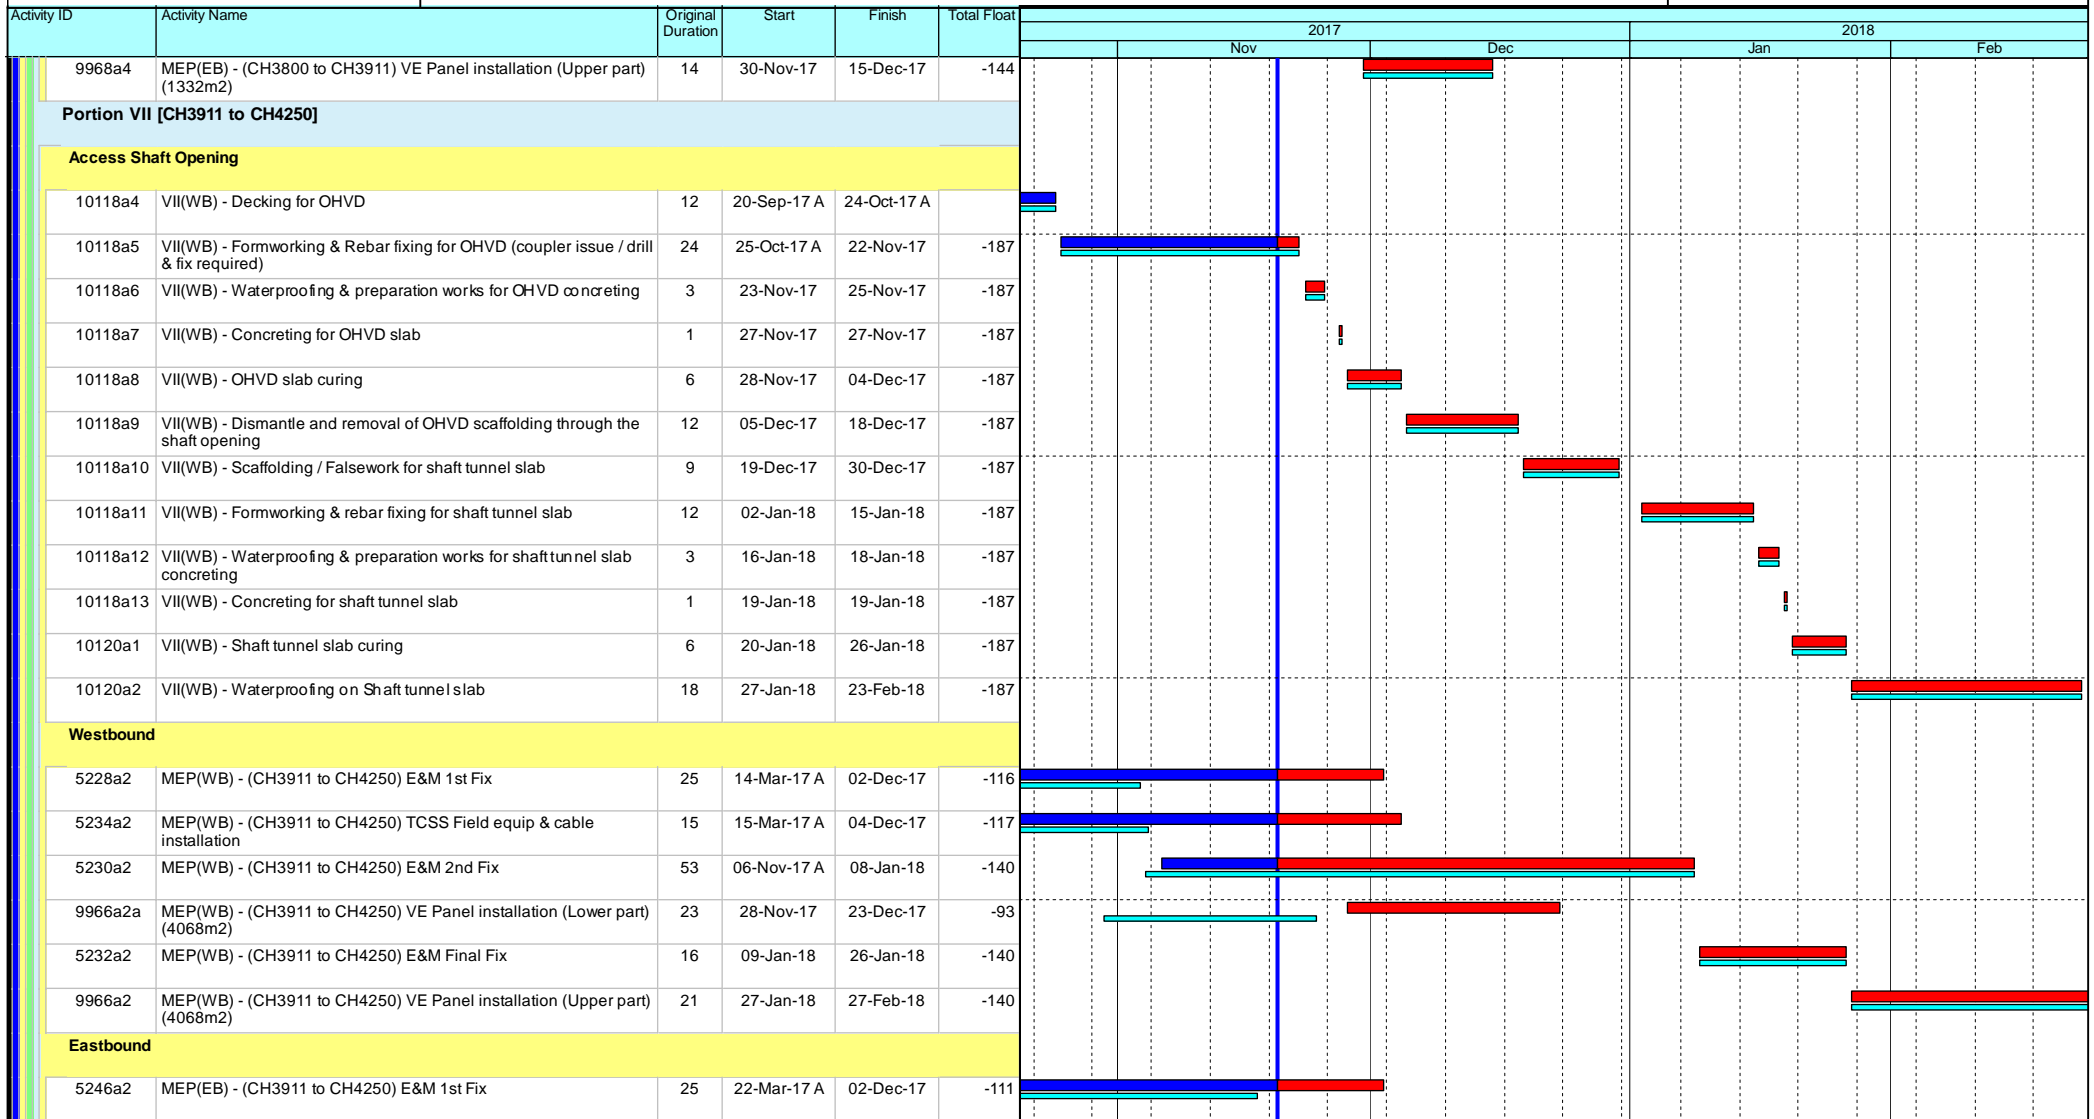 Activity ID Activity Name Original Duration Start Finish Total Float
2017 2018
Nov Dec Jan Feb
9968a4 MEP(EB) - (CH3800 to CH3911) VE Panel installation (Upper part) 14 30-Nov-17 15-Dec-17 -144
(1332m2)
Portion VII [CH3911 to CH4250]
Access Shaft Opening
10118a4 VII(WB) - Decking for OHVD 12 20-Sep-17 A 24-Oct-17 A
10118a5 VII(WB) - Formworking & Rebar fixing for OHVD (coupler issue / drill 24 25-Oct-17 A 22-Nov-17 -187
& fix required)
10118a6 VII(WB) - Waterproofing & preparation works for OHVD concreting 3 23-Nov-17 25-Nov-17 -187
10118a7 VII(WB) - Concreting for OHVD slab 1 27-Nov-17 27-Nov-17 -187
10118a8 VII(WB) - OHVD slab curing 6 28-Nov-17 04-Dec-17 -187
10118a9 VII(WB) - Dismantle and removal of OHVD scaffolding through the 12 05-Dec-17 18-Dec-17 -187
shaft opening
10118a10 VII(WB) - Scaffolding / Falsework for shaft tunnel slab 9 19-Dec-17 30-Dec-17 -187
10118a11 VII(WB) - Formworking & rebar fixing for shaft tunnel slab 12 02-Jan-18 15-Jan-18 -187
10118a12 VII(WB) - Waterproofing & preparation works for shaft tunnel slab 3 16-Jan-18 18-Jan-18 -187
concreting
10118a13 VII(WB) - Concreting for shaft tunnel slab 1 19-Jan-18 19-Jan-18 -187
10120a1 VII(WB) - Shaft tunnel slab curing 6 20-Jan-18 26-Jan-18 -187
10120a2 VII(WB) - Waterproofing on Shaft tunnel slab 18 27-Jan-18 23-Feb-18 -187
Westbound
5228a2 MEP(WB) - (CH3911 to CH4250) E&M 1st Fix 25 14-Mar-17 A 02-Dec-17 -116
5234a2 MEP(WB) - (CH3911 to CH4250) TCSS Field equip & cable 15 15-Mar-17 A 04-Dec-17 -117
installation
5230a2 MEP(WB) - (CH3911 to CH4250) E&M 2nd Fix 53 06-Nov-17 A 08-Jan-18 -140
9966a2a MEP(WB) - (CH3911 to CH4250) VE Panel installation (Lower part) 23 28-Nov-17 23-Dec-17 -93
(4068m2)
5232a2 MEP(WB) - (CH3911 to CH4250) E&M Final Fix 16 09-Jan-18 26-Jan-18 -140
9966a2 MEP(WB) - (CH3911 to CH4250) VE Panel installation (Upper part) 21 27-Jan-18 27-Feb-18 -140
(4068m2)
Eastbound
5246a2 MEP(EB) - (CH3911 to CH4250) E&M 1st Fix 25 22-Mar-17 A 02-Dec-17 -111